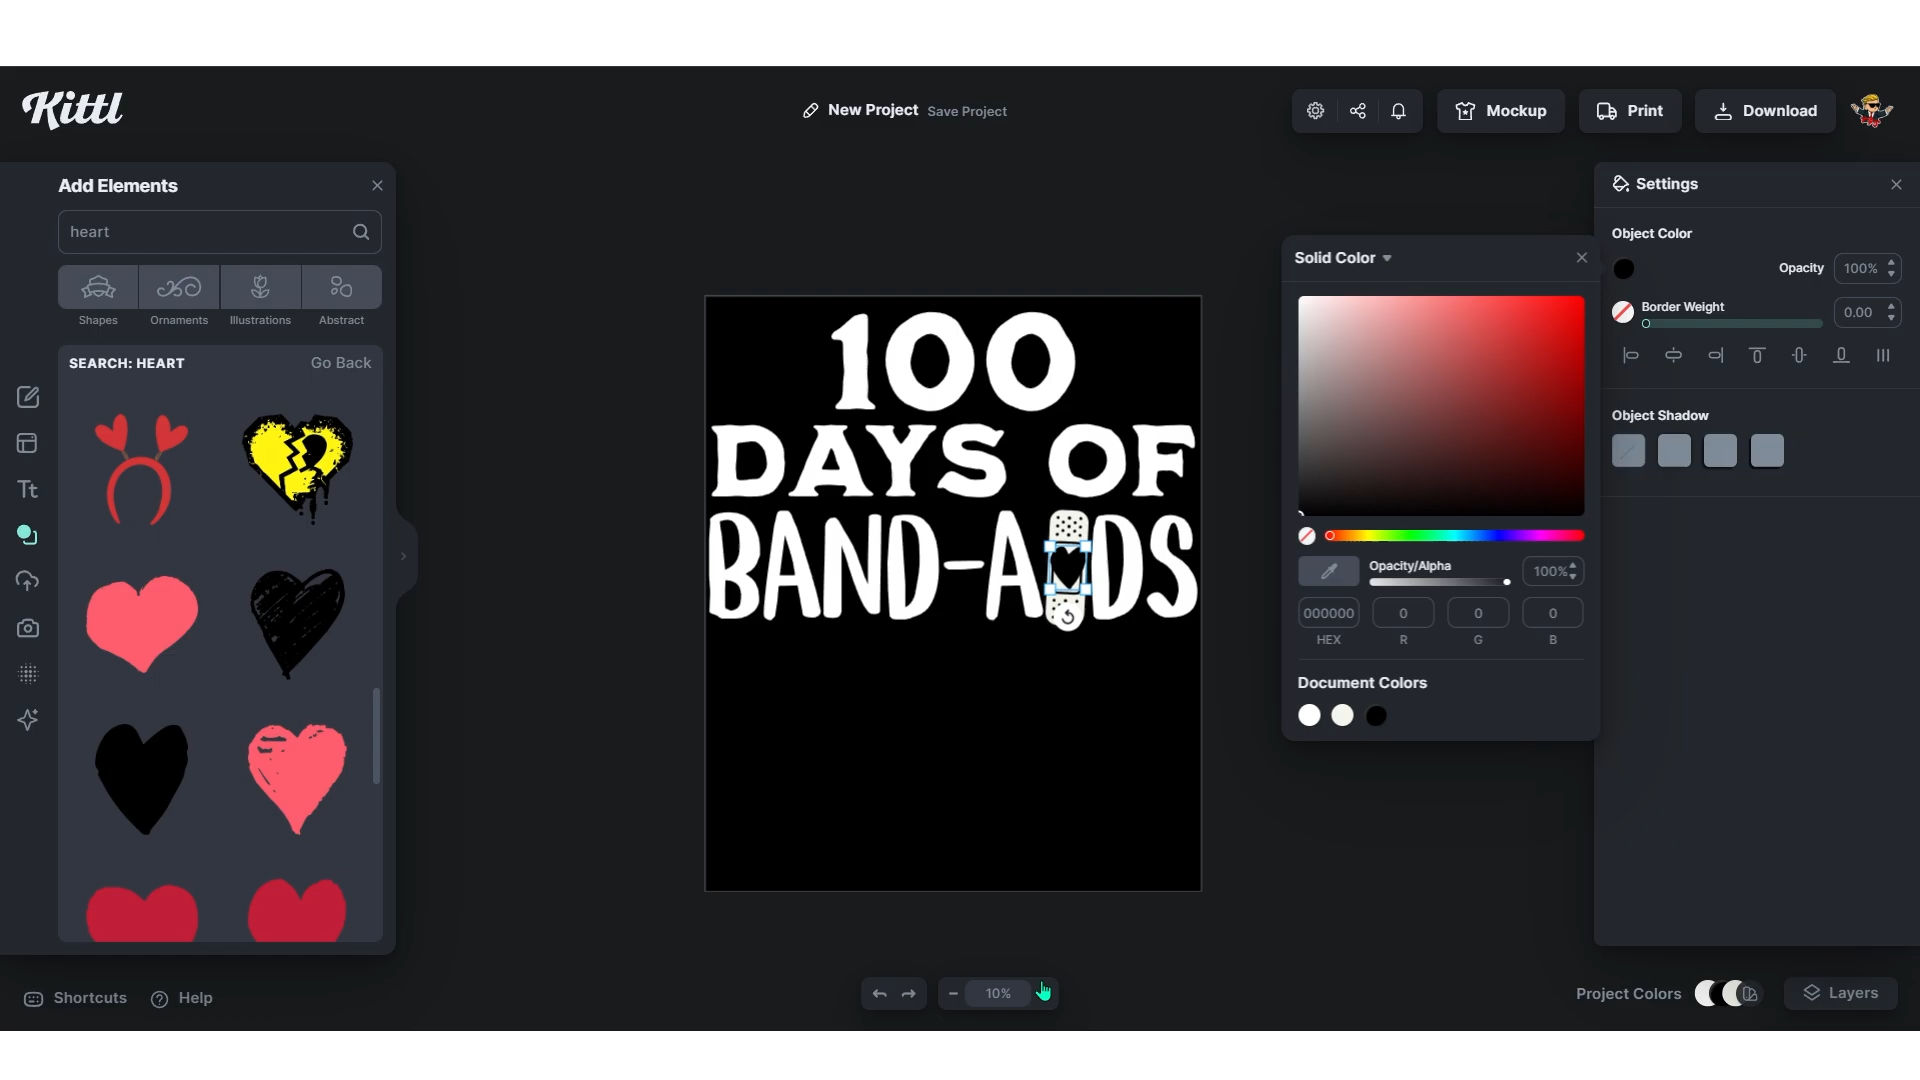 Kittl
New Project Save Project
Mockup
Print
Download
Add Elements
heart
Shapes Ornaments Illustrations Abstract
SEARCH: HEART Go Back
Tt
100
DAYS OF
BAND-A DS
Solid Color
Opacity/Alpha
100%
000000 0 0 0
HEX R G B
Document Colors
Settings
Object Color
Opacity 100%
Border Weight
0.00
Object Shadow
Shortcuts Help
10%
Project Colors
Layers